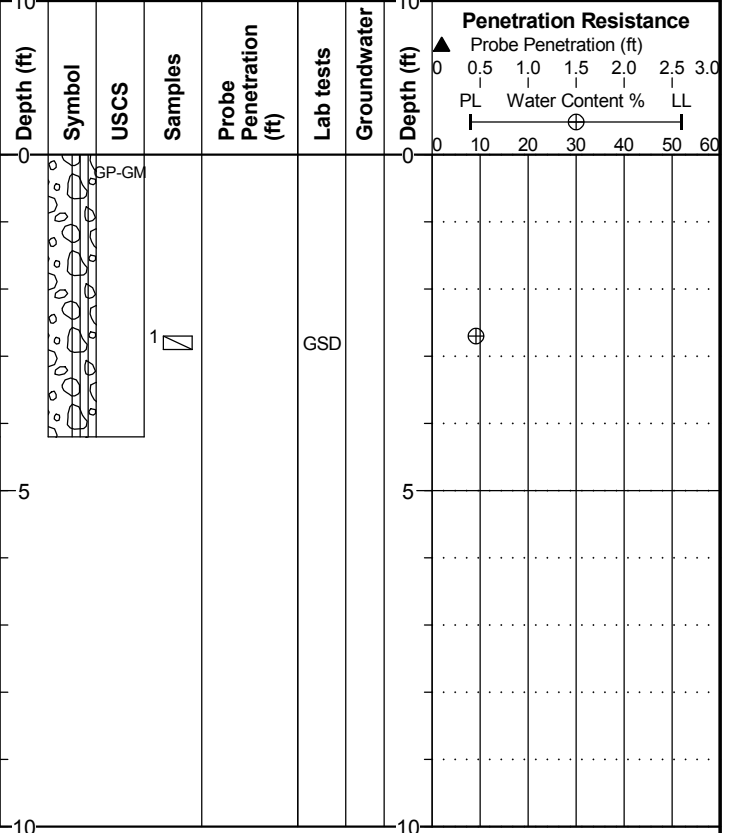 10
10
Depth (ft)
Symbol
USCS
Samples
Probe
Penetration
(ft)
Lab tests
Groundwater
Depth (ft)
Penetration Resistance
▲ Probe Penetration (ft)
0 0.5 1.0 1.5 2.0 2.5 3.0
PL Water Content % LL
0 10 20 30 40 50 60
0
0
GP-GM
1
GSD
5
5
10
10